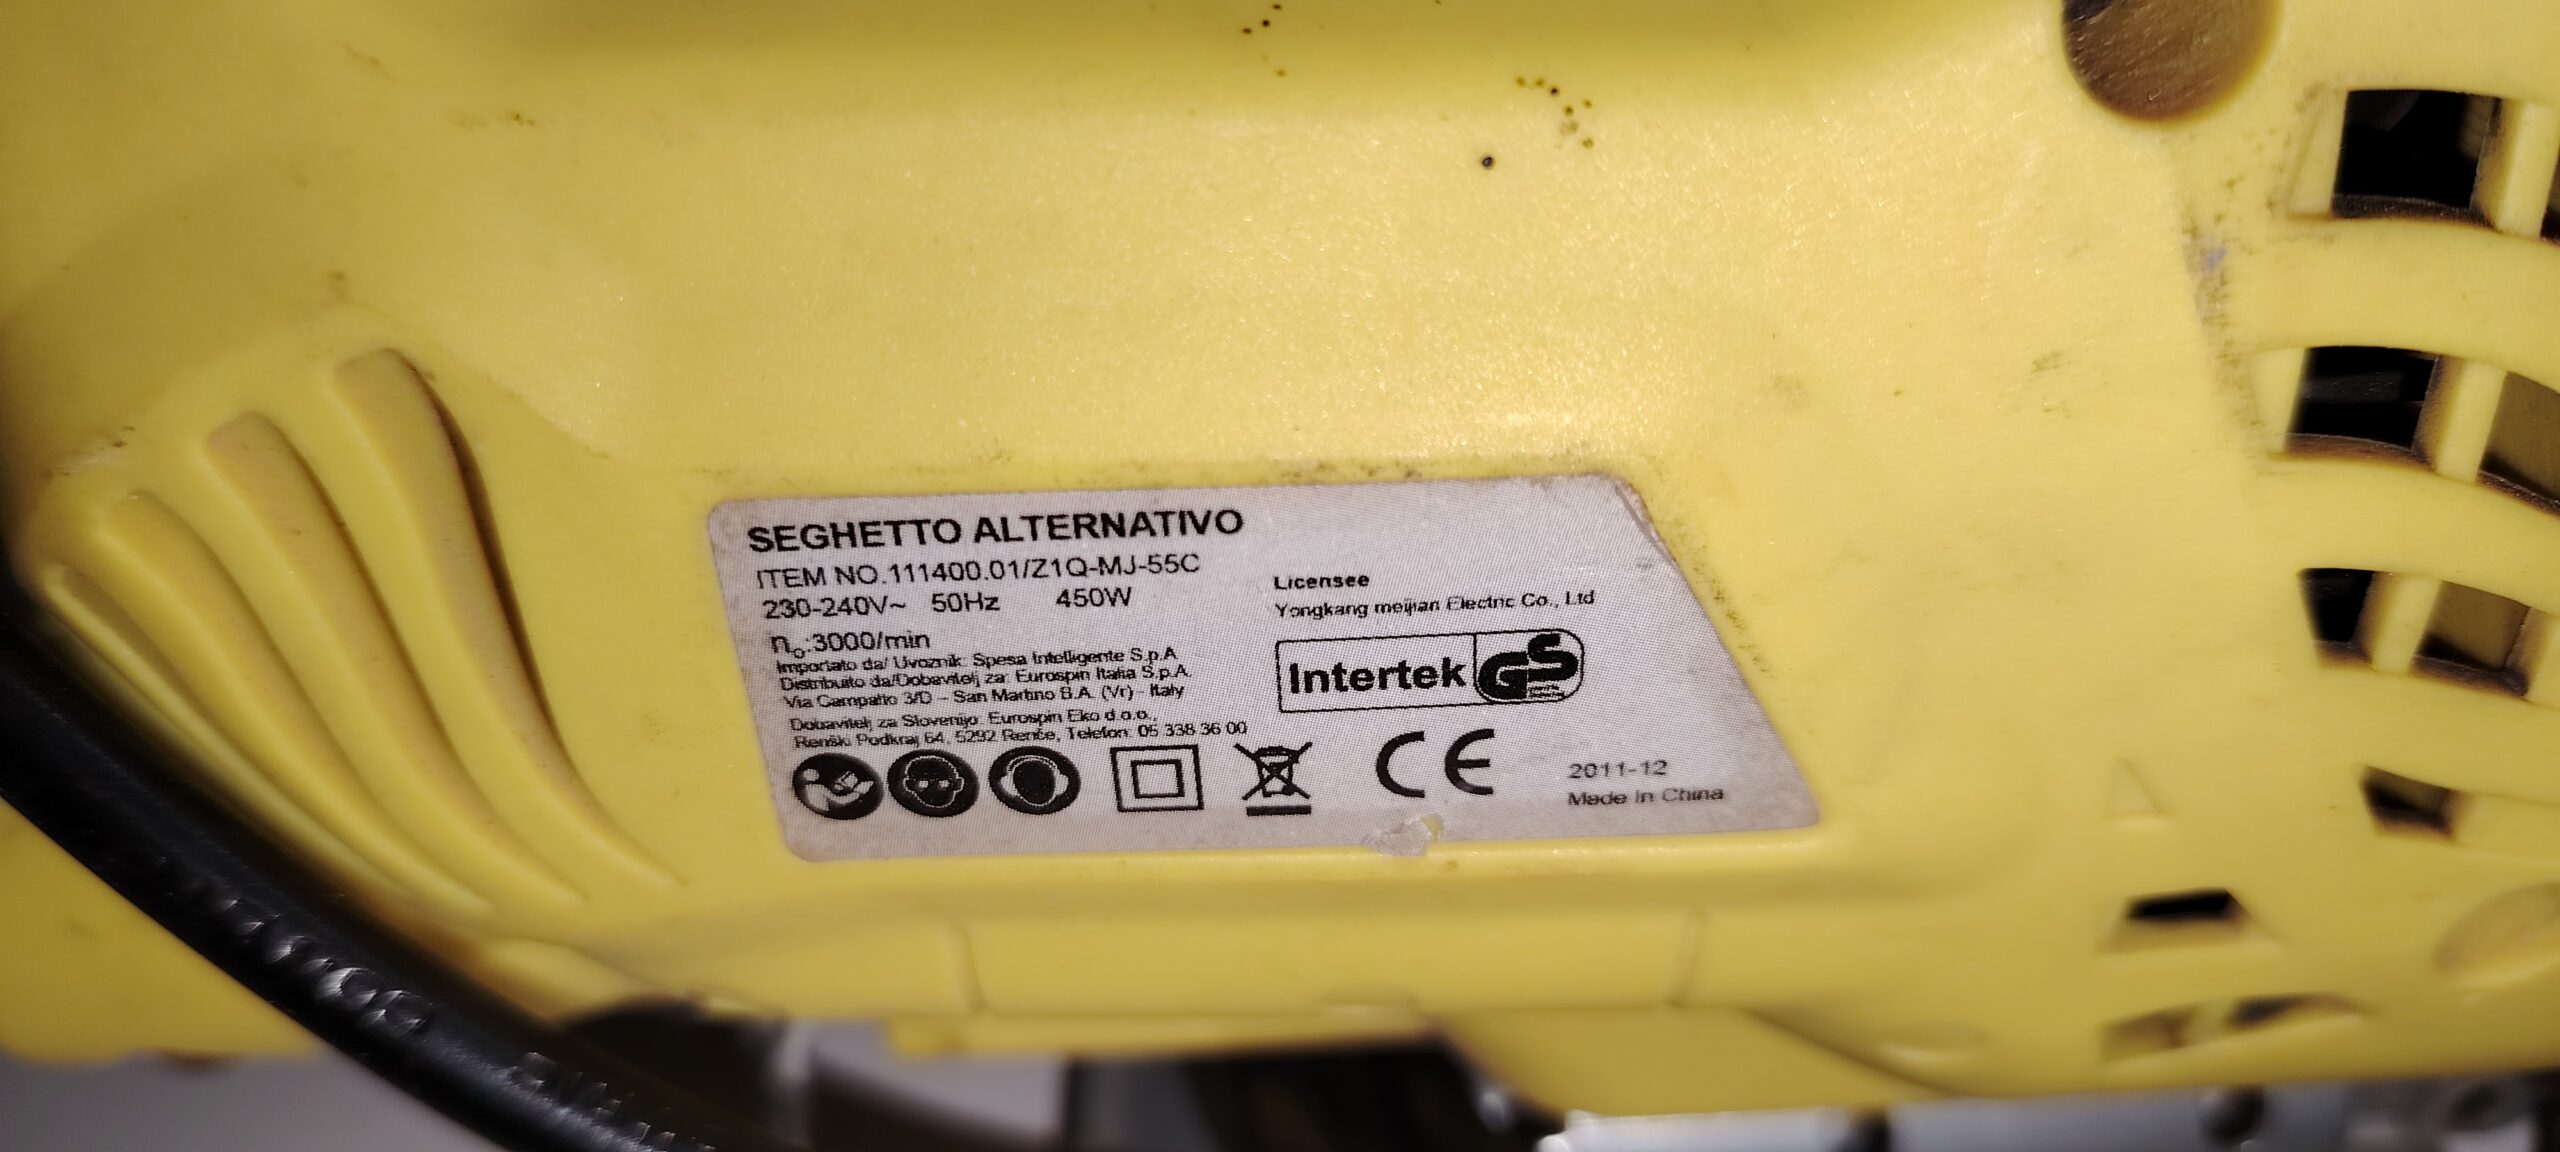 SEGHETTO ALTERNATIVO
ITEM NO.111400.01/Z1Q-MJ-55C
230-240V~ 50Hz 450W
n₀:3000/min
Importato da/ Uvoznik: Spesa Intelligente S.p.A
Distribuito da/Dobavitelj za: Eurospin Italia S.p.A.
Via Campalto 3/D – San Martino B.A. (Vr) - Italy
Dobavitelj za Slovenijo: Eurospin Eko d.o.o.,
Renški Podkraj 64, 5292 Renče, Telefon: 05 338 36 00
Licensee
Yongkang meijian Electric Co., Ltd
Intertek GS
CE
2011-12
Made In China